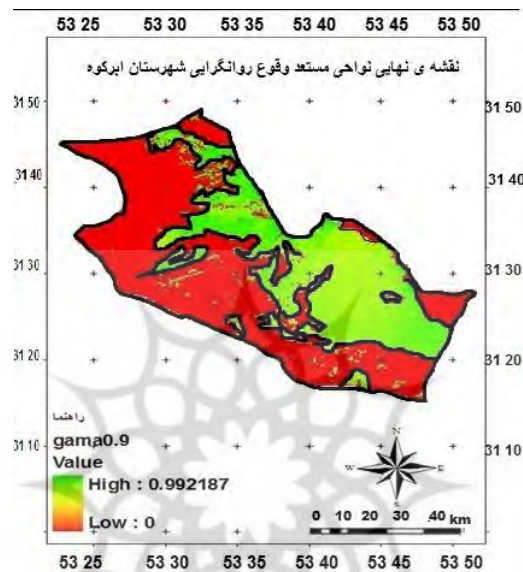 53 25 53 30 53 35 53 40 53 45 53 50
نقشه ی نهایی نواحی مستعد وقوع روانگرایی شهرستان ابرکوه
31 50 31 50
31 40 31 40
31 30 31 30
31 20 31 20
31 10 31 10
راهنما
gama0.9
Value
High : 0.992187
Low : 0
N
W E
S
0 10 20 30 40 km
53 25 53 30 53 35 53 40 53 45 53 50